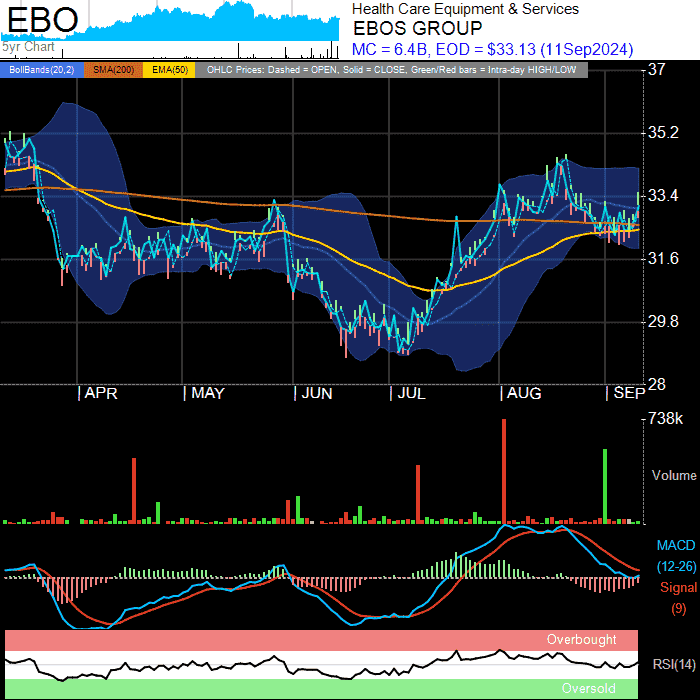 EBO
Health Care Equipment & Services
EBOS GROUP
5yr Chart
MC = 6.4B, EOD = $33.13 (11Sep2024)
BollBands(20,2) SMA(200) EMA(50) OHLC Prices: Dashed = OPEN, Solid = CLOSE, Green/Red bars = Intra-day HIGH/LOW
37
35.2
33.4
31.6
29.8
28
APR MAY JUN JUL AUG SEP
738k
Volume
MACD
(12-26)
Signal
(9)
Overbought
RSI(14)
Oversold